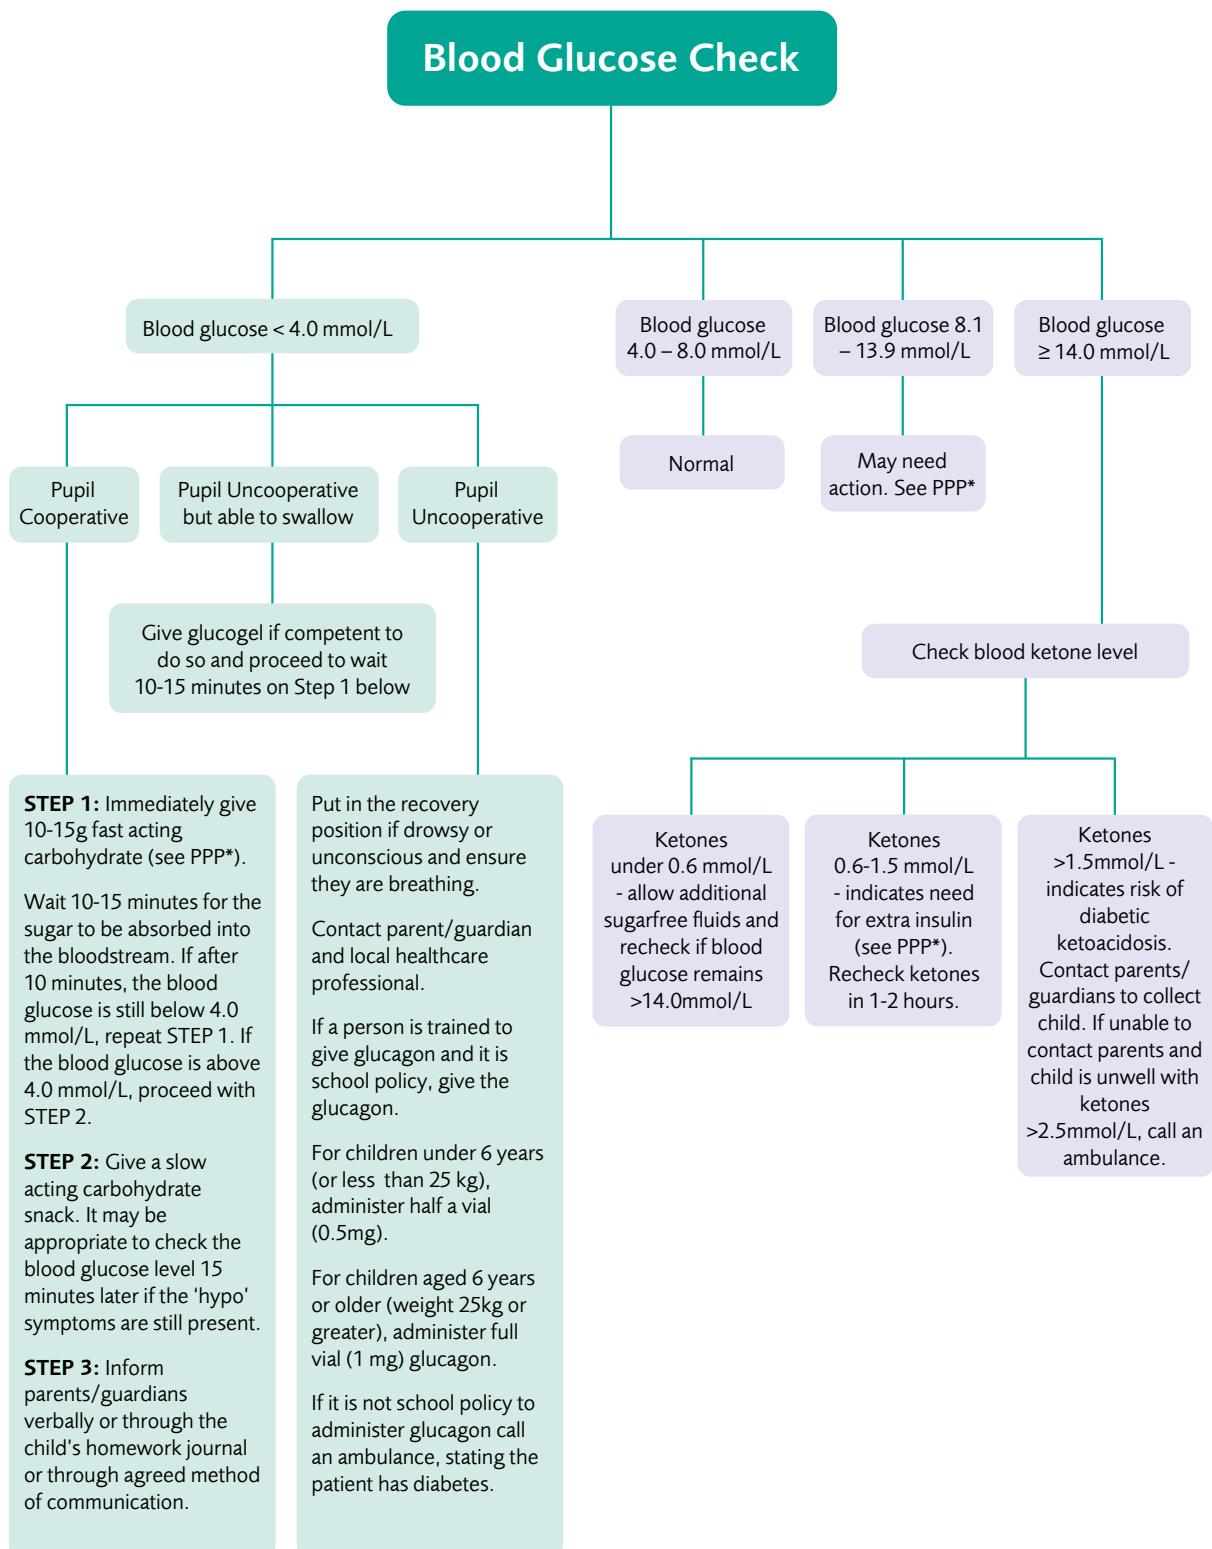 Blood Glucose Check
Blood glucose < 4.0 mmol/L
Blood glucose
4.0 – 8.0 mmol/L
Blood glucose 8.1
– 13.9 mmol/L
Blood glucose
≥ 14.0 mmol/L
Normal
May need
action. See PPP*
Pupil
Cooperative
Pupil Uncooperative
but able to swallow
Pupil
Uncooperative
Give glucogel if competent to
do so and proceed to wait
10-15 minutes on Step 1 below
Check blood ketone level
STEP 1: Immediately give
10-15g fast acting
carbohydrate (see PPP*).
Wait 10-15 minutes for the
sugar to be absorbed into
the bloodstream. If after
10 minutes, the blood
glucose is still below 4.0
mmol/L, repeat STEP 1. If
the blood glucose is above
4.0 mmol/L, proceed with
STEP 2.
STEP 2: Give a slow
acting carbohydrate
snack. It may be
appropriate to check the
blood glucose level 15
minutes later if the 'hypo'
symptoms are still present.
STEP 3: Inform
parents/guardians
verbally or through the
child's homework journal
or through agreed method
of communication.
Put in the recovery
position if drowsy or
unconscious and ensure
they are breathing.
Contact parent/guardian
and local healthcare
professional.
If a person is trained to
give glucagon and it is
school policy, give the
glucagon.
For children under 6 years
(or less than 25 kg),
administer half a vial
(0.5mg).
For children aged 6 years
or older (weight 25kg or
greater), administer full
vial (1 mg) glucagon.
If it is not school policy to
administer glucagon call
an ambulance, stating the
patient has diabetes.
Ketones
under 0.6 mmol/L
- allow additional
sugarfree fluids and
recheck if blood
glucose remains
>14.0mmol/L
Ketones
0.6-1.5 mmol/L
- indicates need
for extra insulin
(see PPP*).
Recheck ketones
in 1-2 hours.
Ketones
>1.5mmol/L -
indicates risk of
diabetic
ketoacidosis.
Contact parents/
guardians to collect
child. If unable to
contact parents and
child is unwell with
ketones
>2.5mmol/L, call an
ambulance.